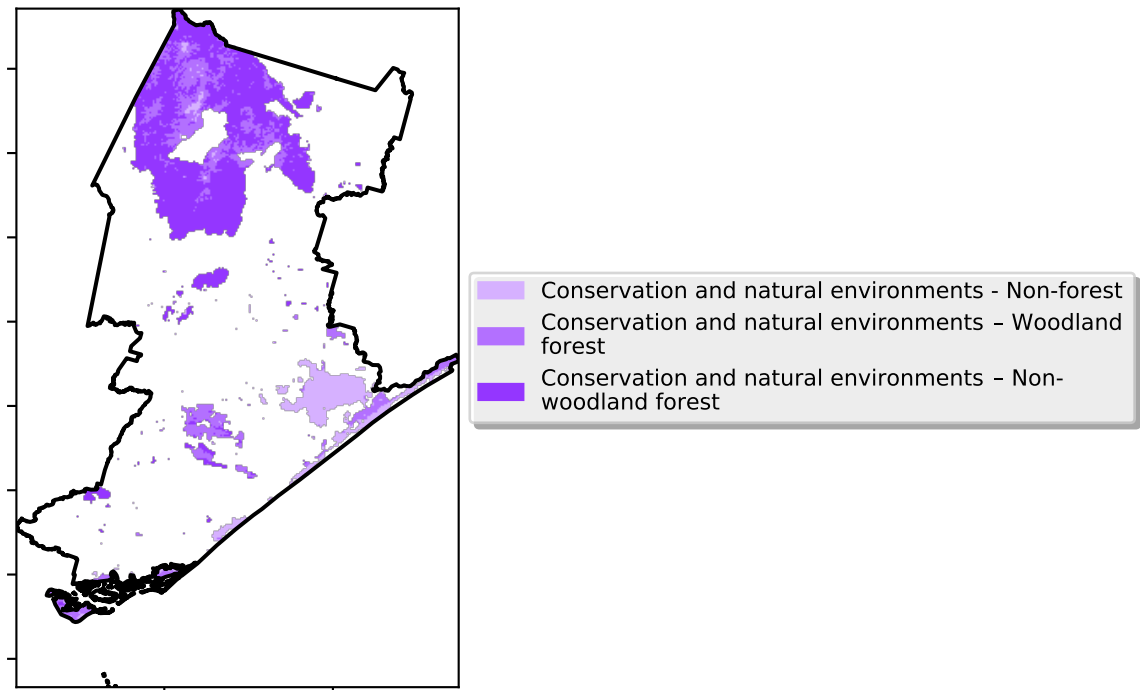 Conservation and natural environments - Non-forest
Conservation and natural environments – Woodland
forest
Conservation and natural environments – Non-
woodland forest